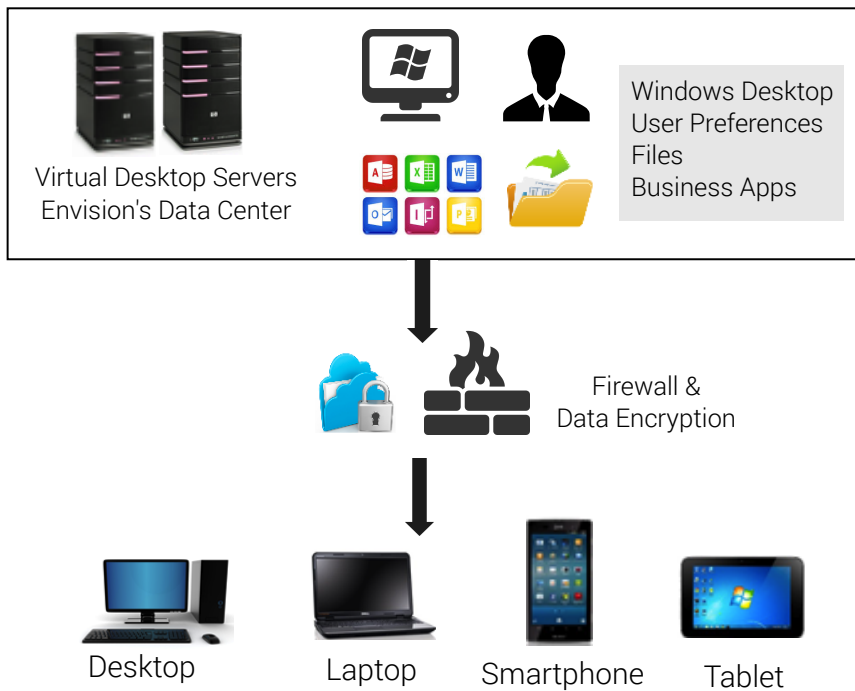 Virtual Desktop Servers
Envision's Data Center
A
X
W
O
I
P
Windows Desktop
User Preferences
Files
Business Apps
Firewall &
Data Encryption
Desktop
Laptop
Smartphone
Tablet